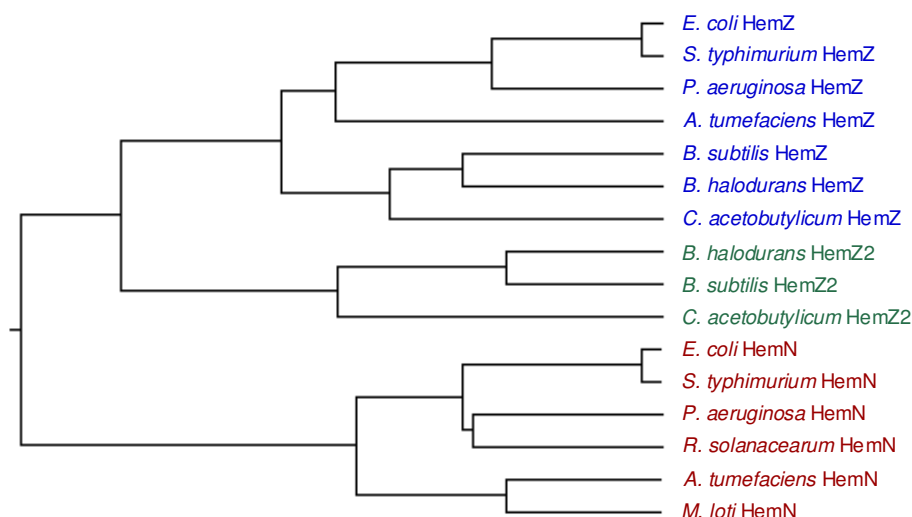 E. coli HemZ
S. typhimurium HemZ
P. aeruginosa HemZ
A. tumefaciens HemZ
B. subtilis HemZ
B. halodurans HemZ
C. acetobutylicum HemZ
B. halodurans HemZ2
B. subtilis HemZ2
C. acetobutylicum HemZ2
E. coli HemN
S. typhimurium HemN
P. aeruginosa HemN
R. solanacearum HemN
A. tumefaciens HemN
M. loti HemN